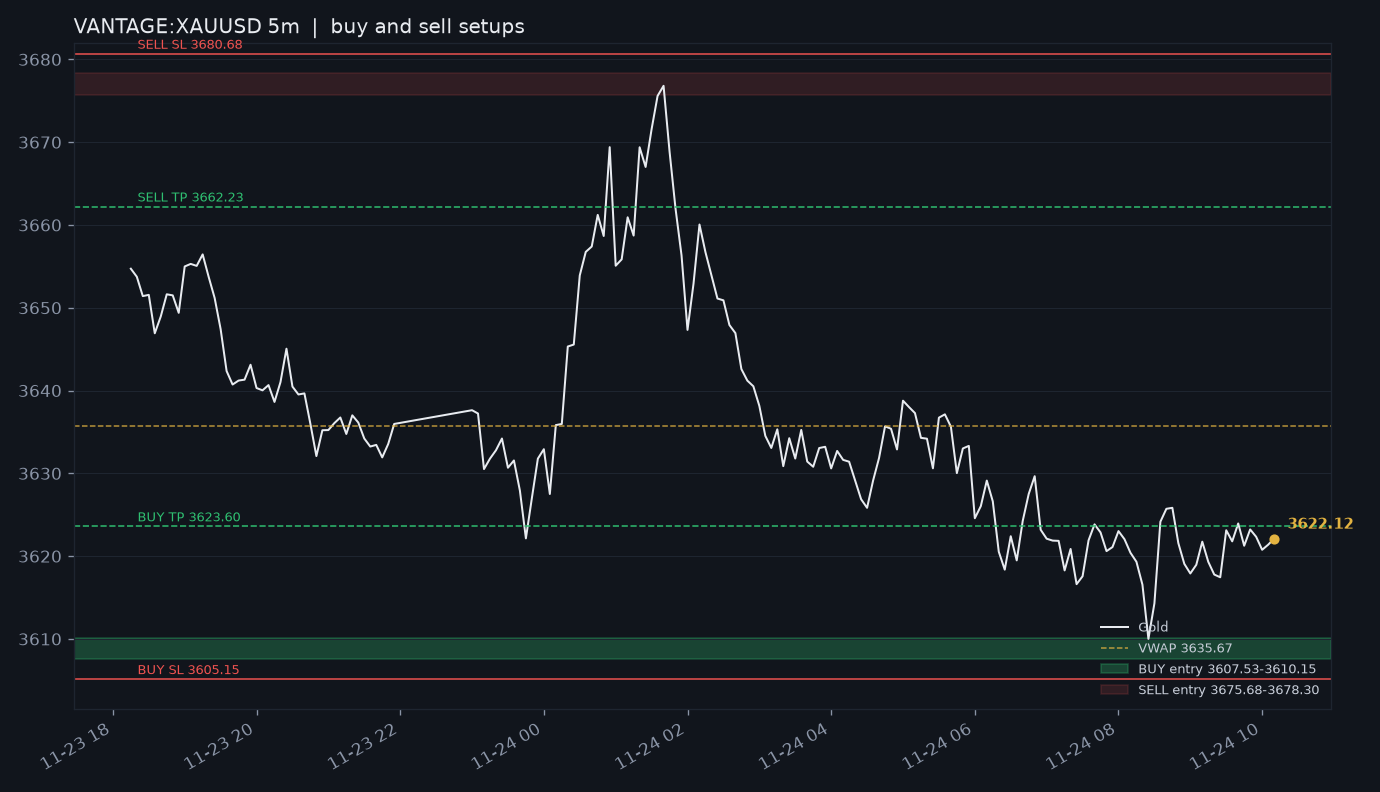 VANTAGE:XAUUSD 5m | buy and sell setups
SELL SL 3680.68
3680
3670
SELL TP 3662.23
3660
3650
3640
3630
BUY TP 3623.60
3622.12
3620
3610
Gold
VWAP 3635.67
BUY SL 3605.15
BUY entry 3607.53-3610.15
SELL entry 3675.68-3678.30
11-23 18
11-23 20
11-23 22
11-24 00
11-24 02
11-24 04
11-24 06
11-24 08
11-24 10